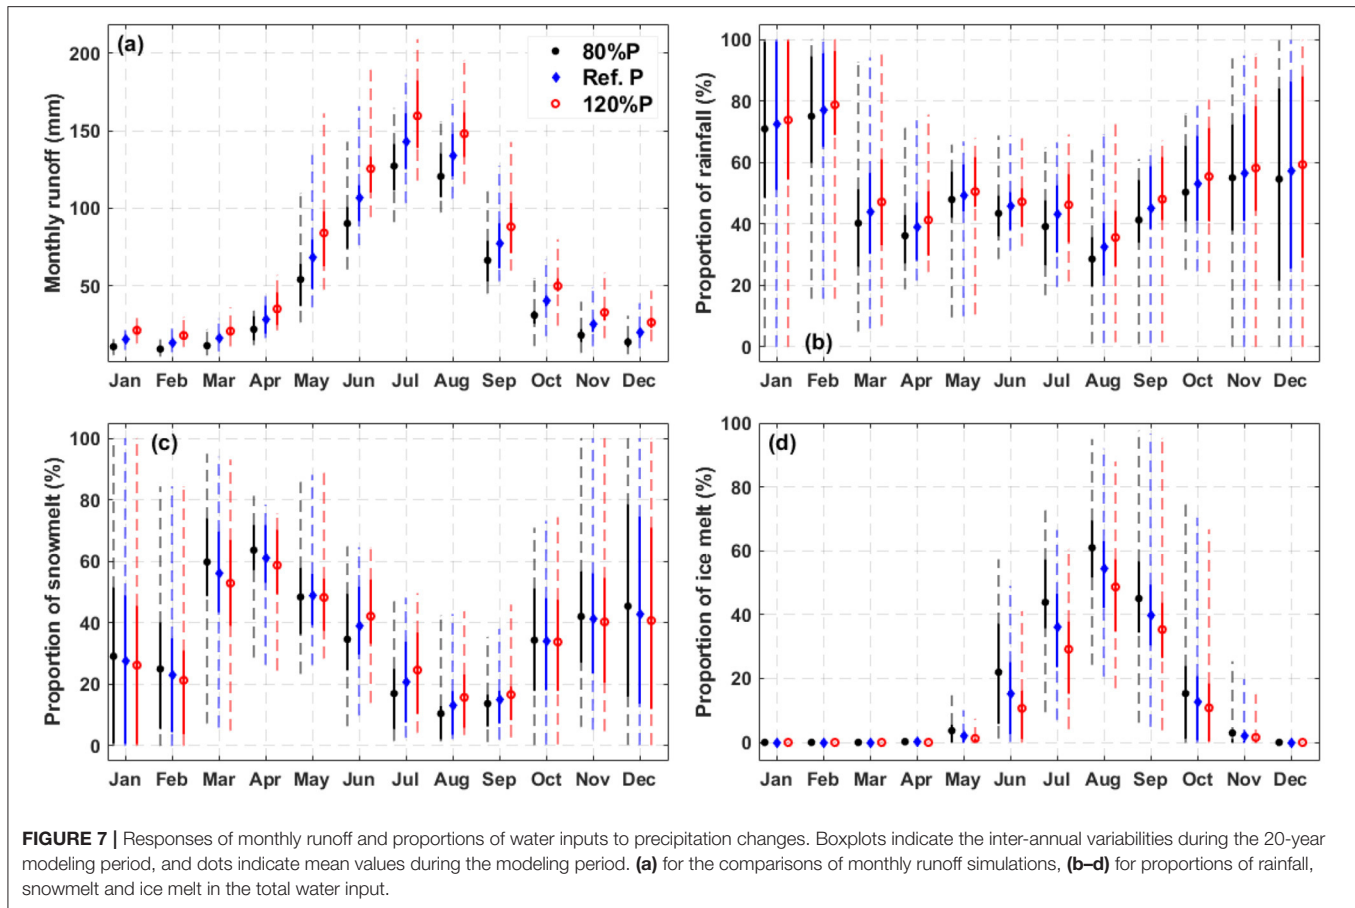 (a)
80%P
Ref. P
120%P
Monthly runoff (mm)
200
150
100
50
Jan Feb Mar Apr May Jun Jul Aug Sep Oct Nov Dec
(b)
Proportion of rainfall (%)
100
80
60
40
20
0
Jan Feb Mar Apr May Jun Jul Aug Sep Oct Nov Dec
(c)
Proportion of snowmelt (%)
100
80
60
40
20
0
Jan Feb Mar Apr May Jun Jul Aug Sep Oct Nov Dec
(d)
Proportion of ice melt (%)
100
80
60
40
20
0
Jan Feb Mar Apr May Jun Jul Aug Sep Oct Nov Dec
FIGURE 7 | Responses of monthly runoff and proportions of water inputs to precipitation changes. Boxplots indicate the inter-annual variabilities during the 20-year
modeling period, and dots indicate mean values during the modeling period. (a) for the comparisons of monthly runoff simulations, (b–d) for proportions of rainfall,
snowmelt and ice melt in the total water input.